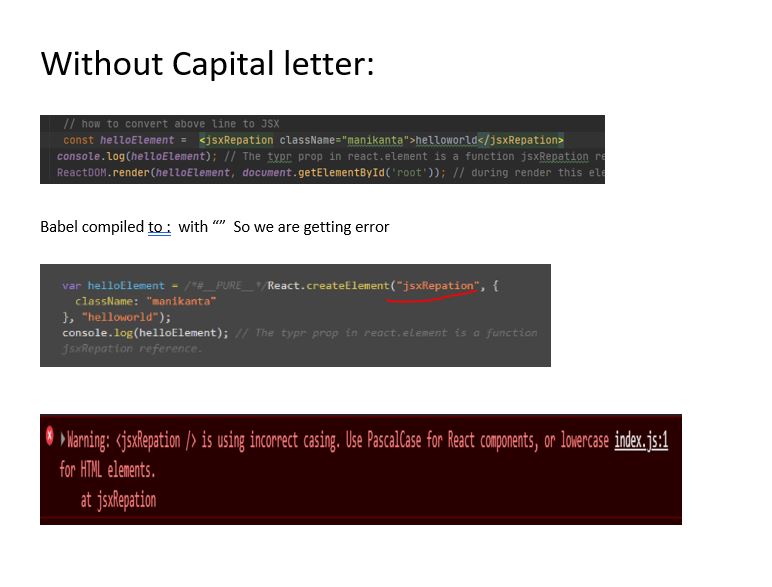 Without Capital letter:
// how to convert above line to JSX
const helloElement = <jsxRepation className="manikanta">helloworld</jsxRepation>
console.log(helloElement); // The typr prop in react.element is a function jsxRepation re
ReactDOM.render(helloElement, document.getElementById('root')); // during render this ele
Babel compiled to : with “” So we are getting error
var helloElement = /*#__PURE__*/React.createElement("jsxRepation", {
className: "manikanta"
}, "helloworld");
console.log(helloElement); // The typr prop in react.element is a function
jsxRepation reference.
Warning: <jsxRepation /> is using incorrect casing. Use PascalCase for React components, or lowercase index.js:1
for HTML elements.
at jsxRepation